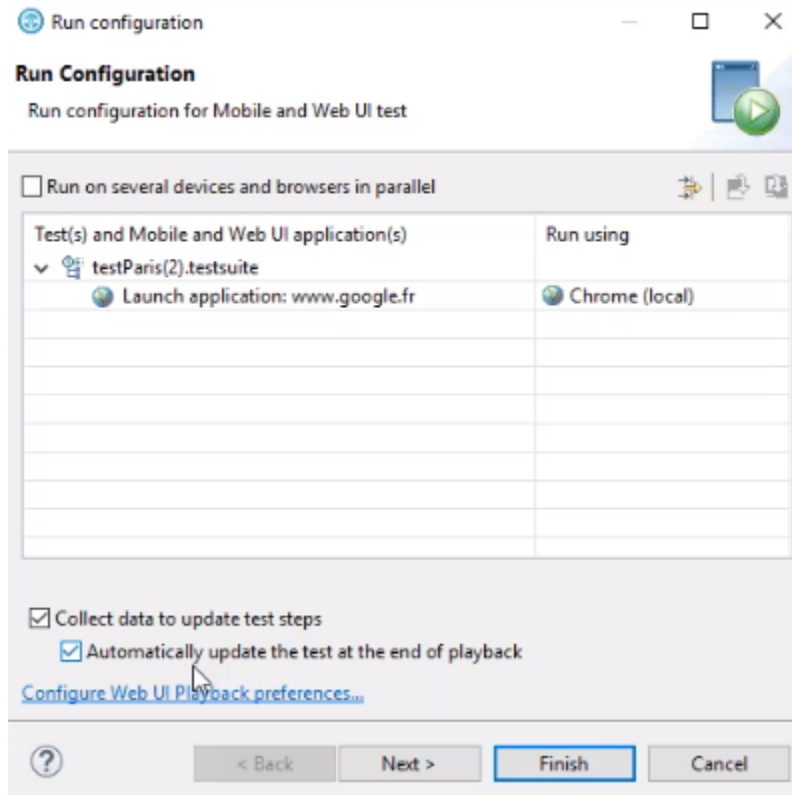 Run configuration
Run Configuration
Run configuration for Mobile and Web UI test
Run on several devices and browsers in parallel
Test(s) and Mobile and Web UI application(s) Run using
testParis(2).testsuite
Launch application: www.google.fr Chrome (local)
Collect data to update test steps
Automatically update the test at the end of playback
Configure Web UI Playback preferences...
? < Back Next > Finish Cancel